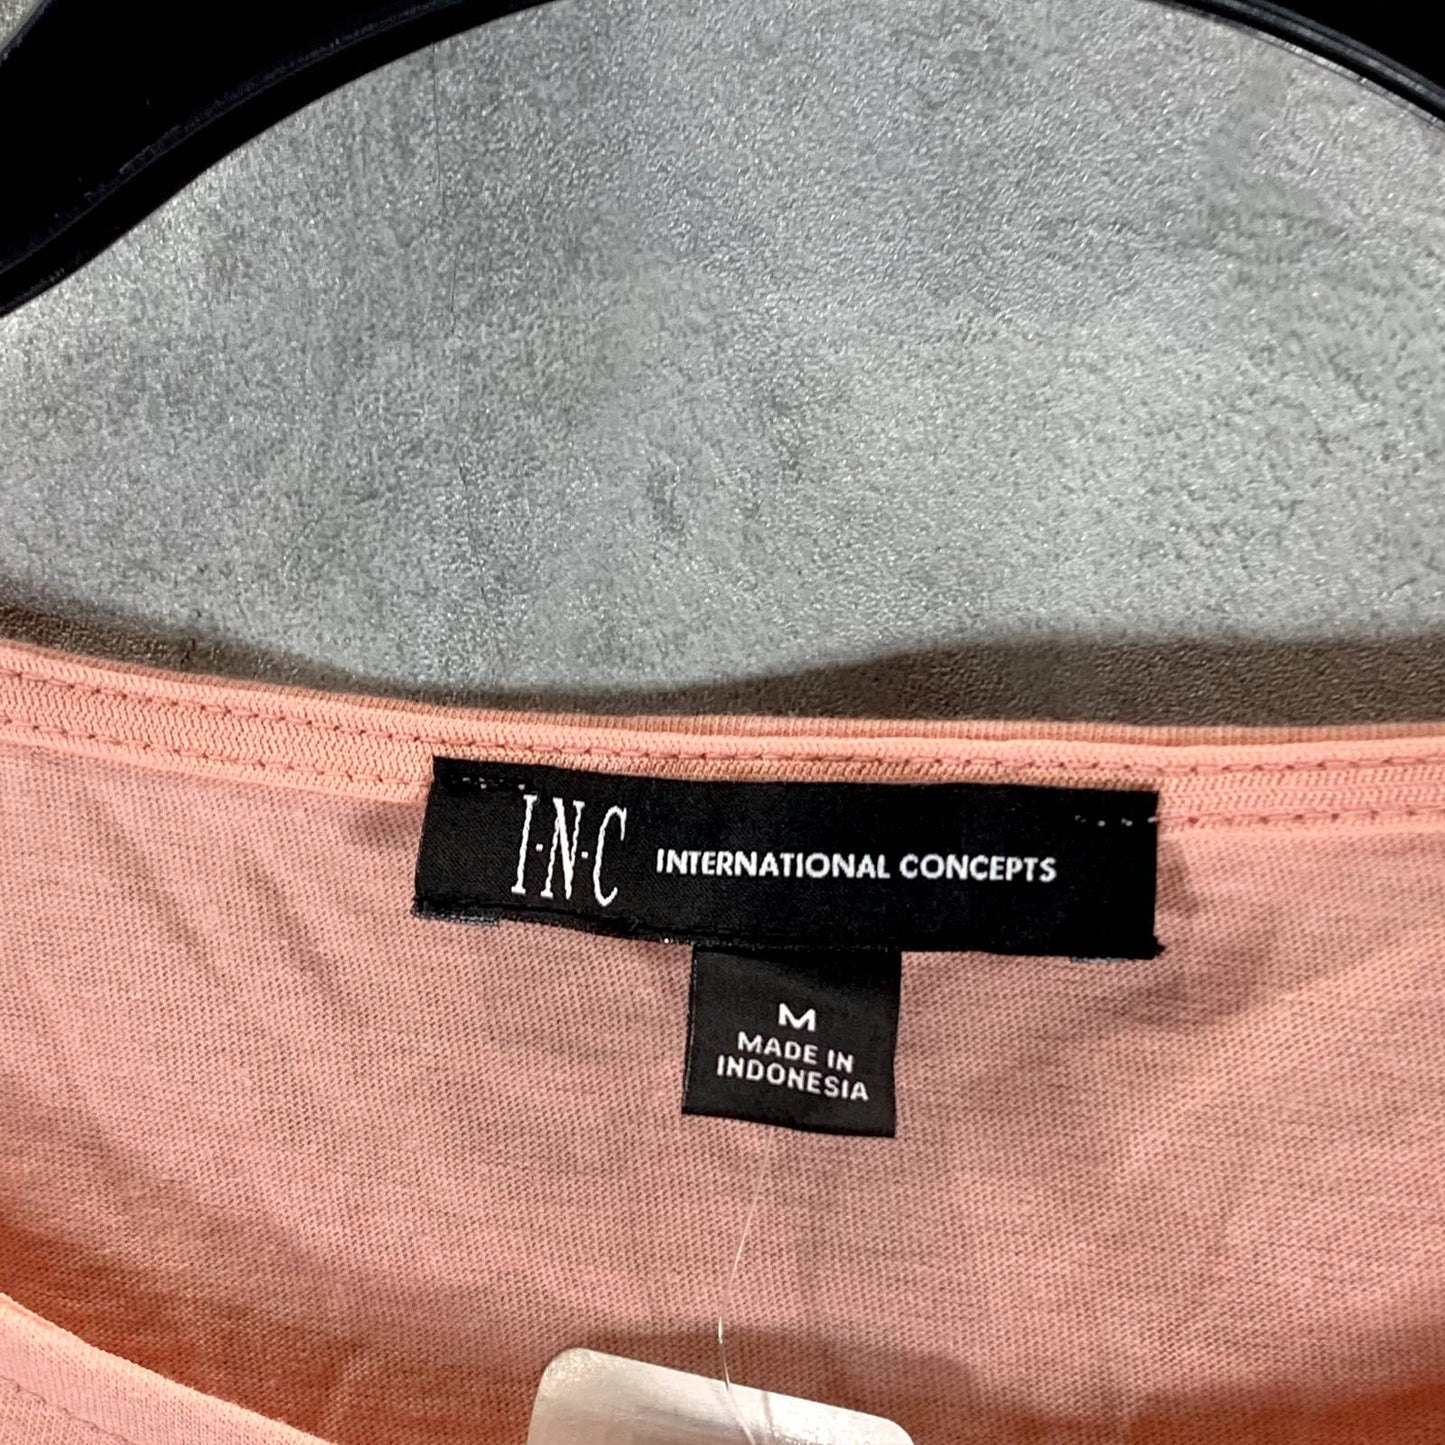 I·N·C INTERNATIONAL CONCEPTS
M
MADE IN
INDONESIA